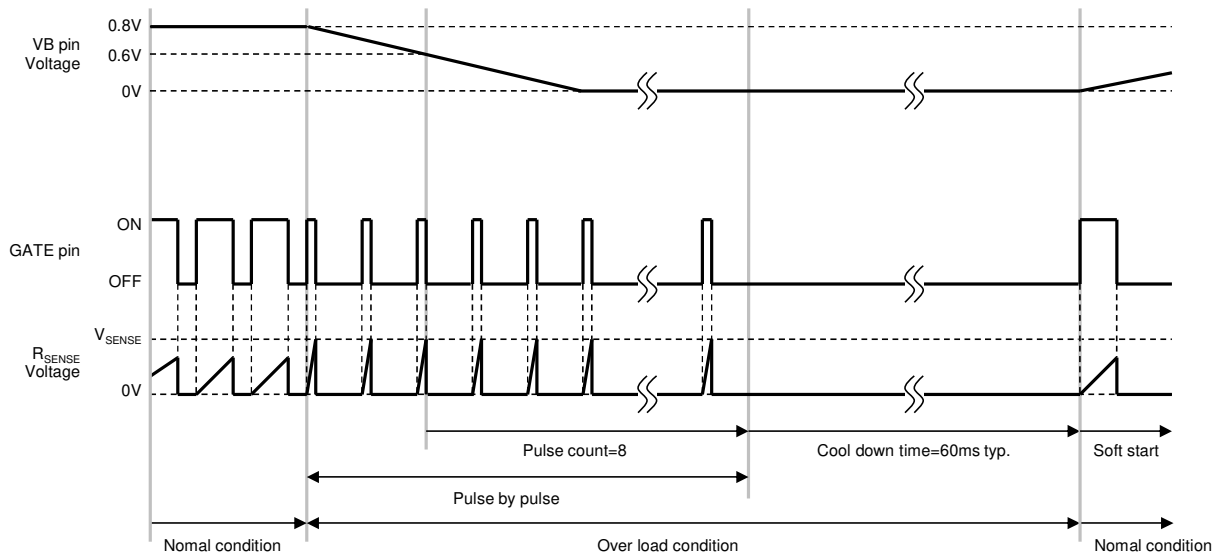 0.8V
VB pin
Voltage
0.6V
0V
ON
GATE pin
OFF
VSENSE
RSENSE
Voltage
0V
Pulse count=8
Cool down time=60ms typ.
Soft start
Pulse by pulse
Nomal condition
Over load condition
Nomal condition